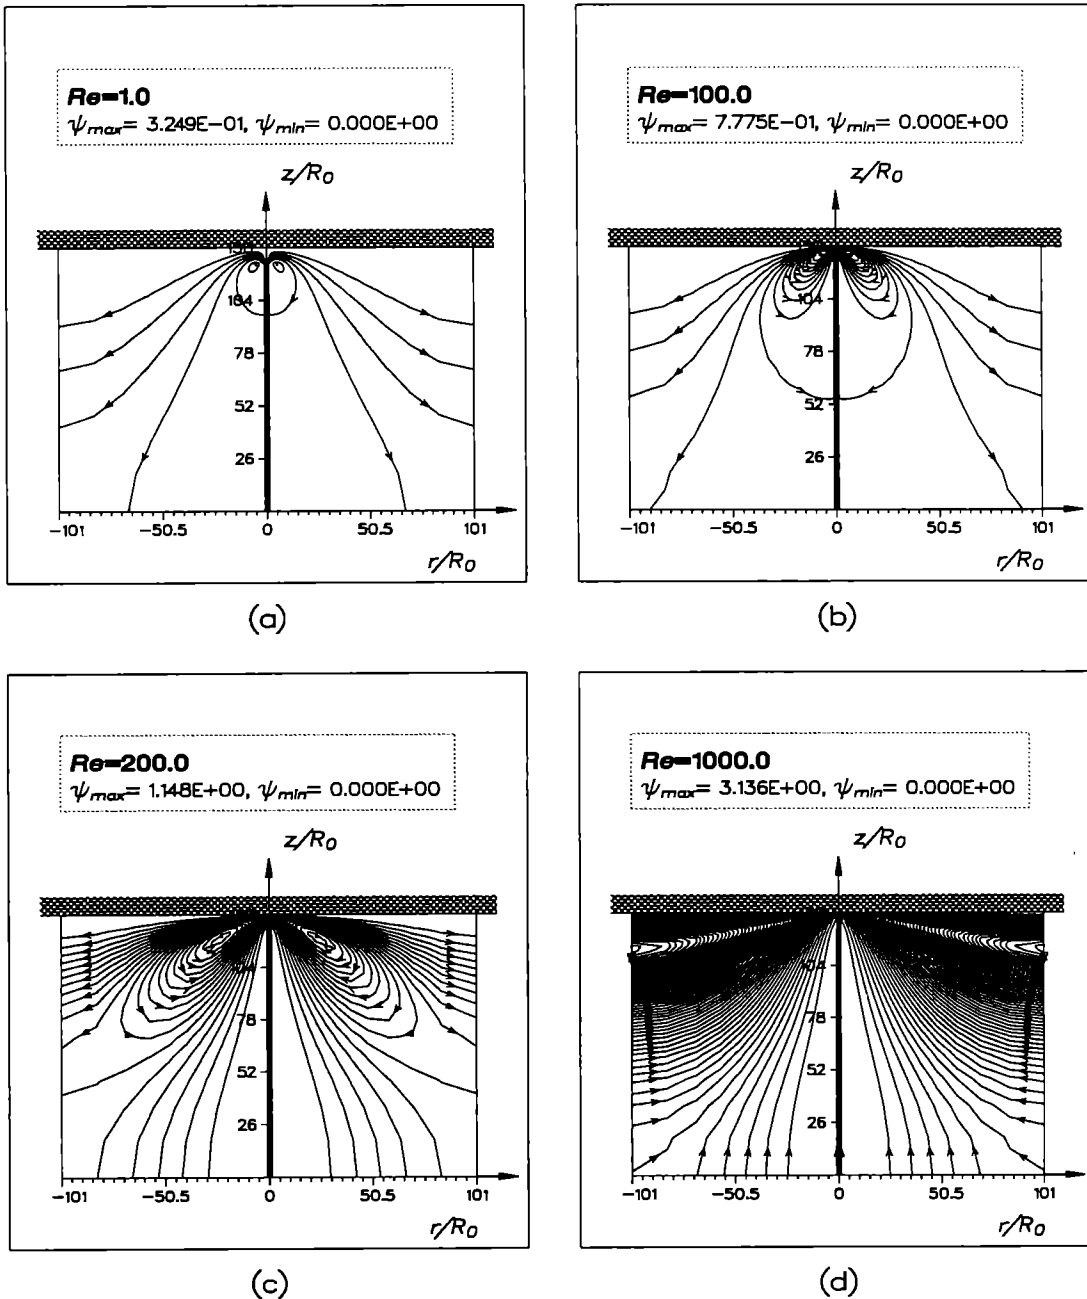 Re=1.0
ψmax= 3.249E-01, ψmin= 0.000E+00
z/R0
104
78
52
26
-101 -50.5 0 50.5 101
r/R0
(a)
Re=100.0
ψmax= 7.775E-01, ψmin= 0.000E+00
z/R0
104
78
52
26
-101 -50.5 0 50.5 101
r/R0
(b)
Re=200.0
ψmax= 1.148E+00, ψmin= 0.000E+00
z/R0
104
78
52
26
-101 -50.5 0 50.5 101
r/R0
(c)
Re=1000.0
ψmax= 3.136E+00, ψmin= 0.000E+00
z/R0
104
78
52
26
-101 -50.5 0 50.5 101
r/R0
(d)